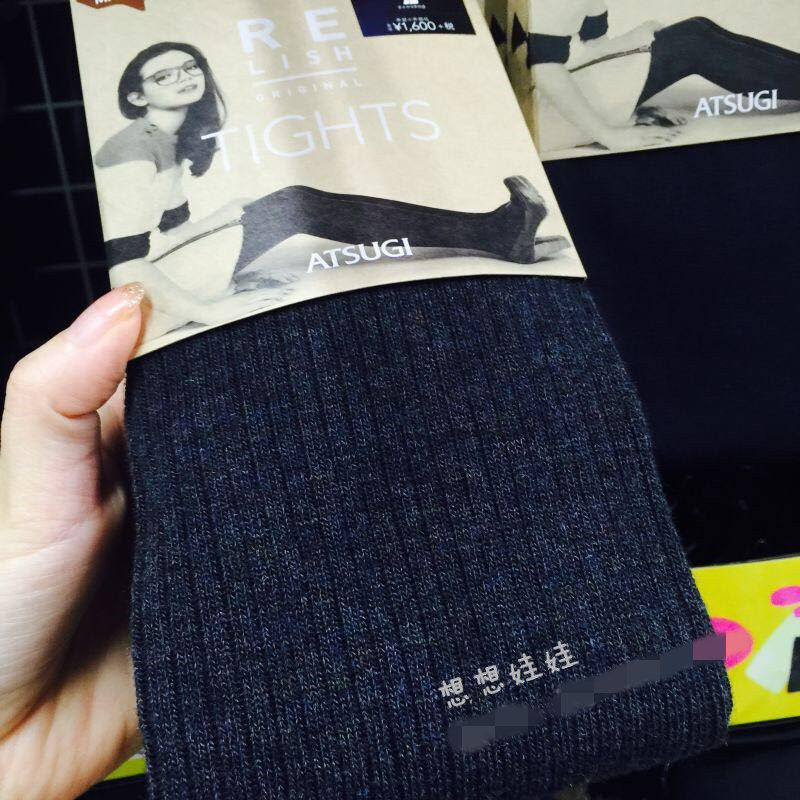 RE
LISH
ORIGINAL
TIGHTS
ATSUGI
¥1,600+税
ATSUGI
想想娃娃